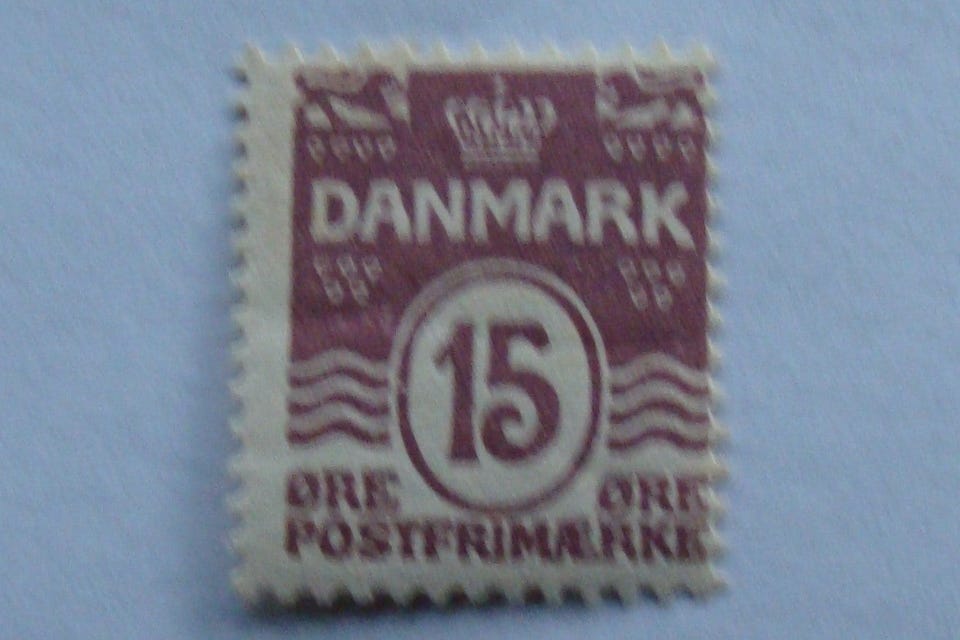 DANMARK
15
ØRE ØRE
POSTFRIMÆRKE